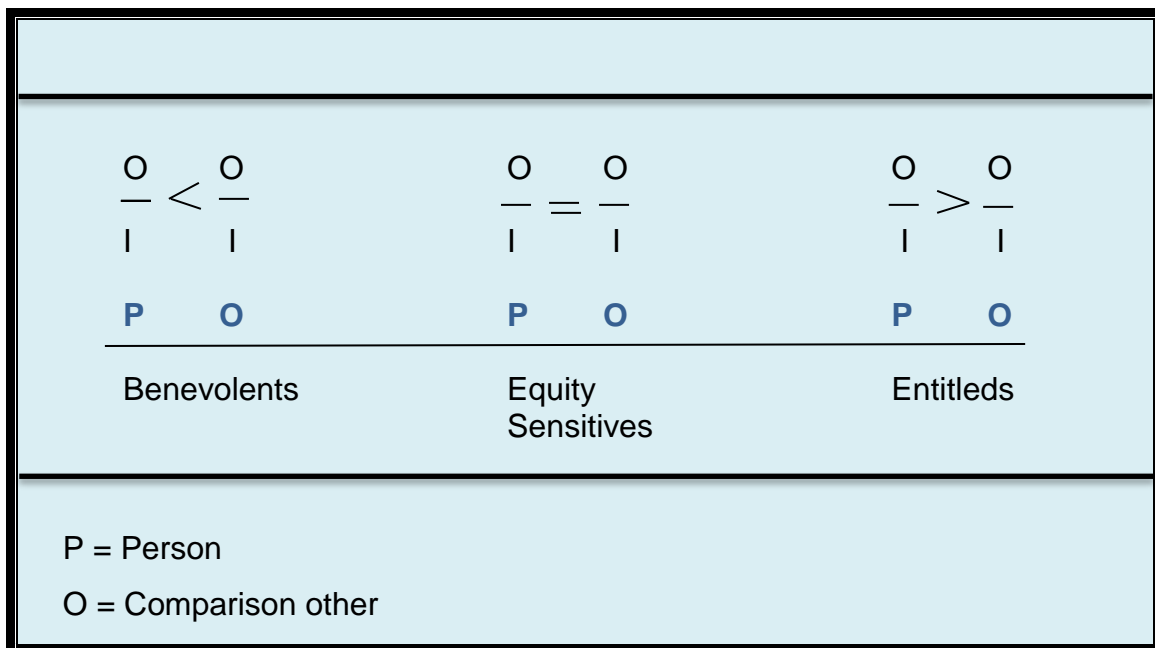 O O O O O O
< = >
I I I I I I
P O P O P O
Benevolents Equity Entitleds
Sensitives
P = Person
O = Comparison other